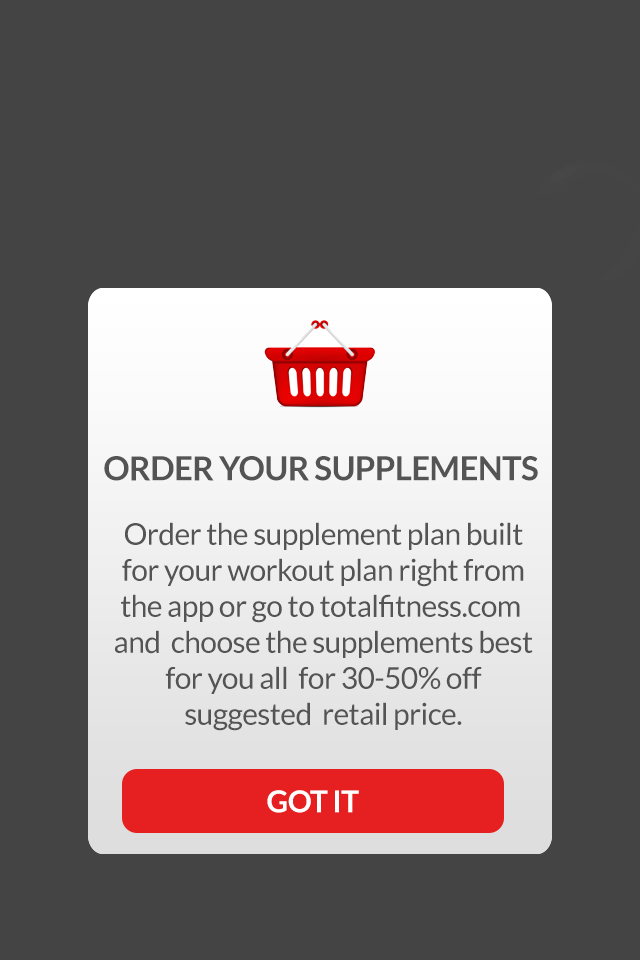 ORDER YOUR SUPPLEMENTS
Order the supplement plan built
for your workout plan right from
the app or go to totalfitness.com
and choose the supplements best
for you all for 30-50% off
suggested retail price.
GOT IT